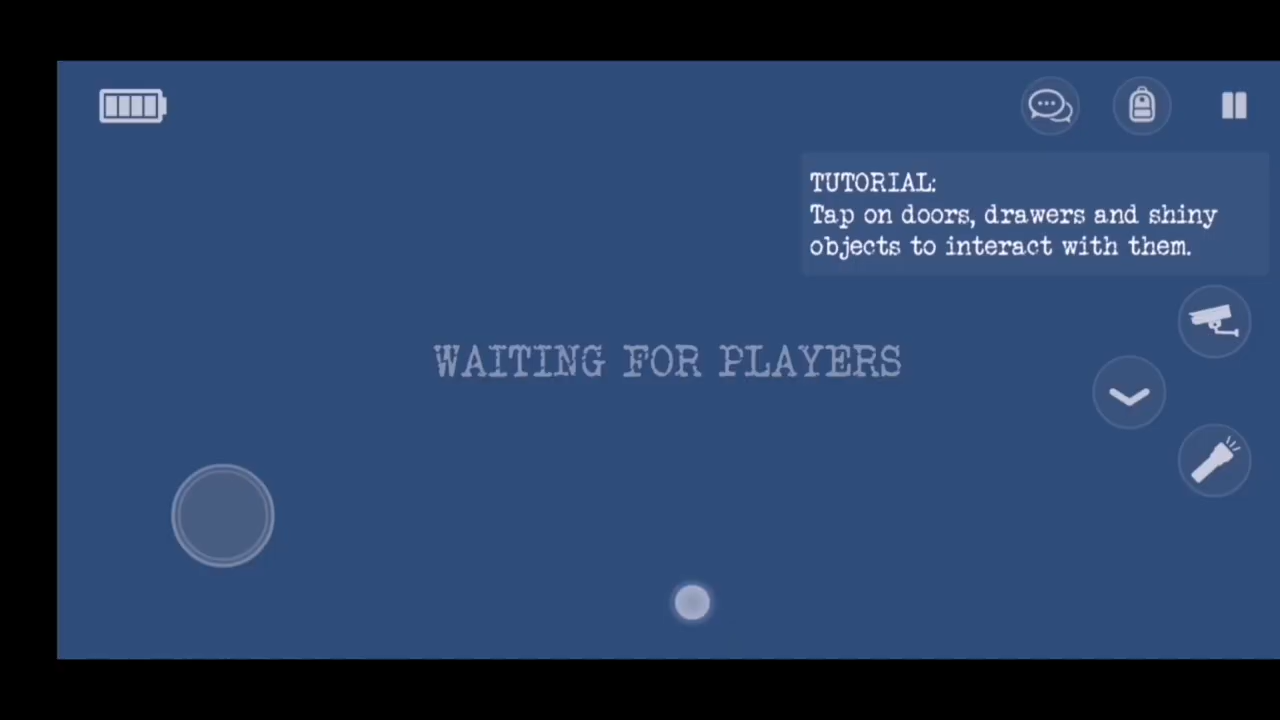 TUTORIAL:
Tap on doors, drawers and shiny
objects to interact with them.
WAITING FOR PLAYERS